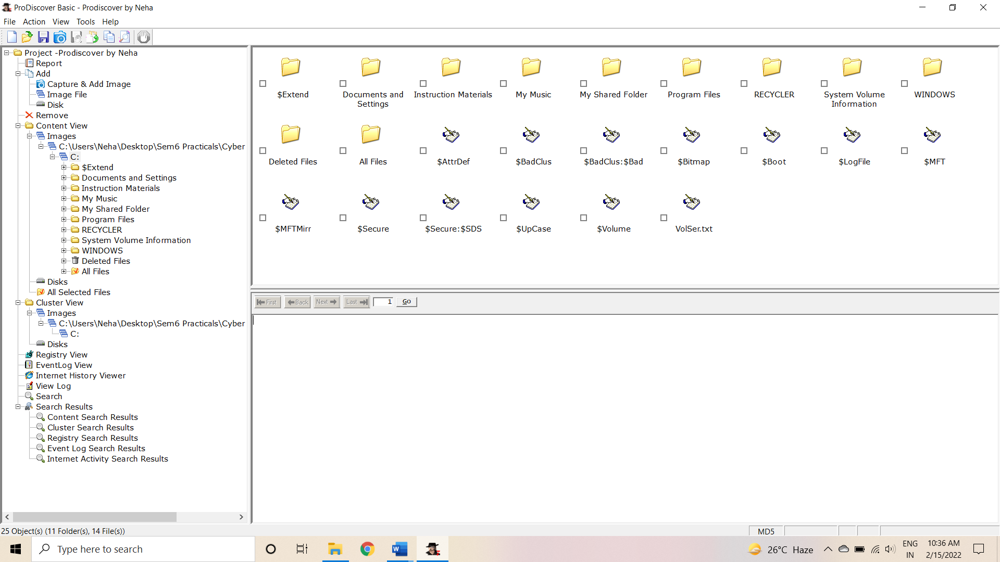 ProDiscover Basic - Prodiscover by Neha
File Action View Tools Help
Project -Prodiscover by Neha
Report
Add
Capture & Add Image
Image File
Disk
Remove
Content View
Images
C:\Users\Neha\Desktop\Sem6 Practicals\Cyber
C:
$Extend
Documents and Settings
Instruction Materials
My Music
My Shared Folder
Program Files
RECYCLER
System Volume Information
WINDOWS
Deleted Files
All Files
Disks
All Selected Files
Cluster View
Images
C:\Users\Neha\Desktop\Sem6 Practicals\Cyber
C:
Disks
Registry View
EventLog View
Internet History Viewer
View Log
Search
Search Results
Content Search Results
Cluster Search Results
Registry Search Results
Event Log Search Results
Internet Activity Search Results
$Extend
Documents and
Settings
Instruction Materials
My Music
My Shared Folder
Program Files
RECYCLER
System Volume
Information
WINDOWS
Deleted Files
All Files
$AttrDef
$BadClus
$BadClus:$Bad
$Bitmap
$Boot
$LogFile
$MFT
$MFTMirr
$Secure
$Secure:$SDS
$UpCase
$Volume
VolSer.txt
First Back Next Last 1 Go
25 Object(s) (11 Folder(s), 14 File(s))
MD5
Type here to search
26°C Haze
ENG
IN
10:36 AM
2/15/2022